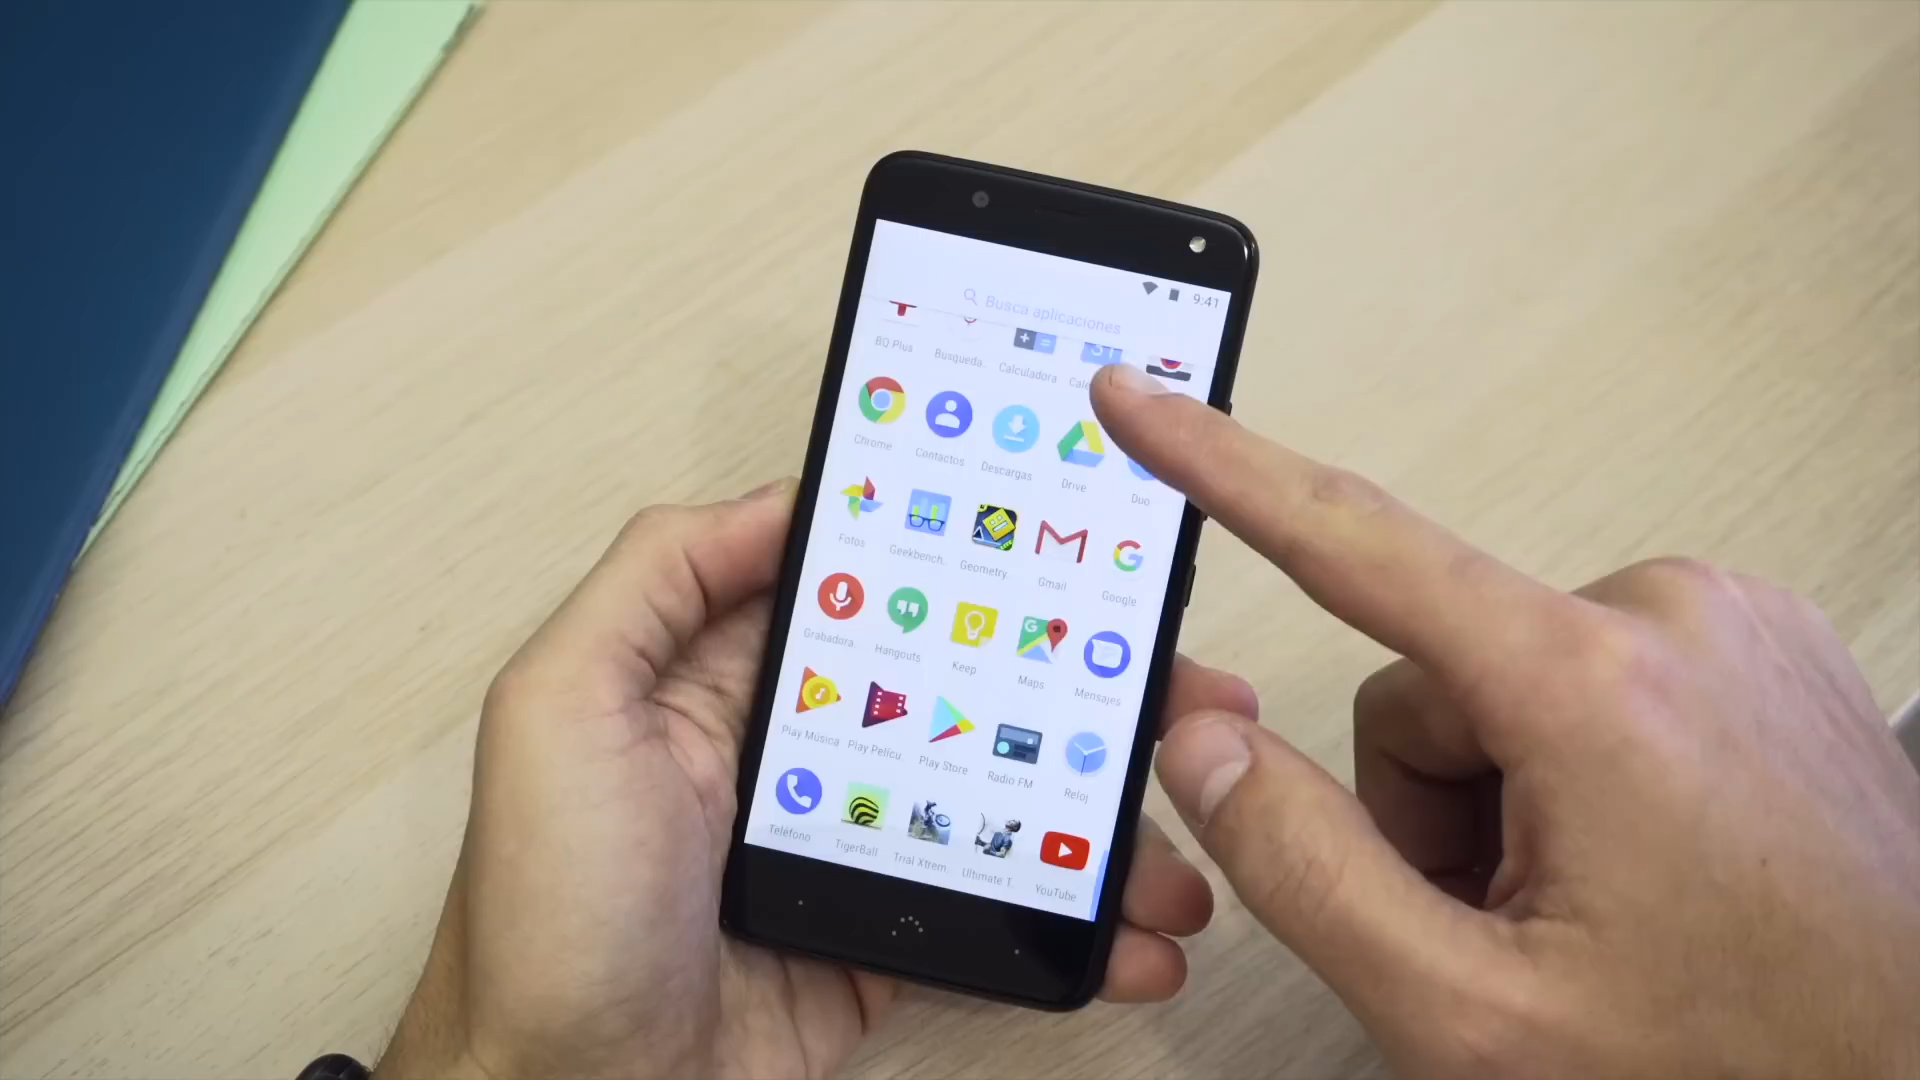 9:41
Busca aplicaciones
BQ Plus Busqueda.. Calculadora Cale
Chrome Contactos Descargas Drive Duo
Fotos Geekbench.. Geometry.. Gmail Google
Grabadora.. Hangouts Keep Maps Mensajes
Play Música Play Pelícu.. Play Store Radio FM Reloj
Teléfono TigerBall Trial Xtrem.. Ultimate T.. YouTube